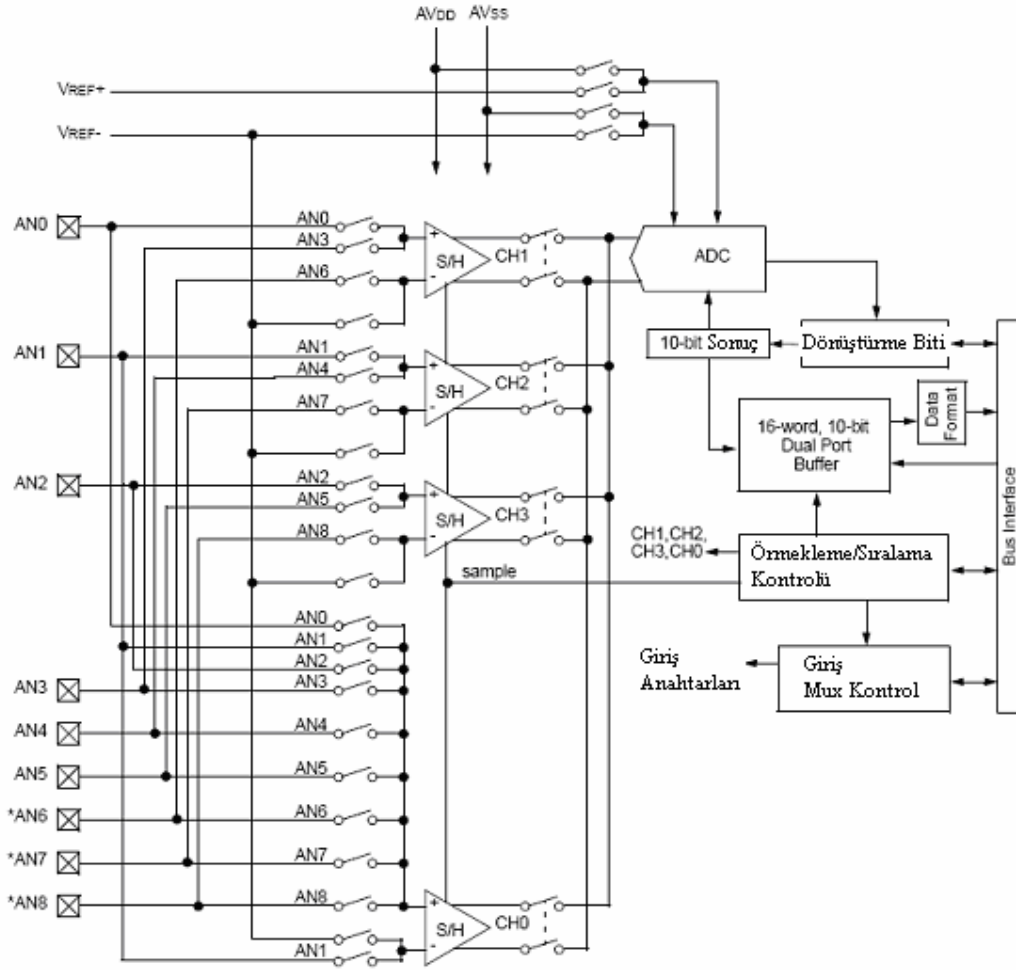 AVDD AVSS
VREF+
VREF-
AN0
AN0
AN3
AN6
+
-
S/H
CH1
ADC
AN1
AN1
AN4
AN7
+
-
S/H
CH2
10-bit Sonuç
Dönüştürme Biti
16-word, 10-bit
Dual Port
Buffer
Data
Format
Bus Interface
AN2
AN2
AN5
AN8
+
-
S/H
CH3
CH1,CH2,
CH3,CH0
Örmekleme/Sıralama
Kontrolü
sample
AN0
AN1
AN2
AN3
AN3
Giriş
Anahtarları
Giriş
Mux Kontrol
AN4
AN4
AN5
AN5
*AN6
AN6
*AN7
AN7
*AN8
AN8
+
-
S/H
CH0
AN1